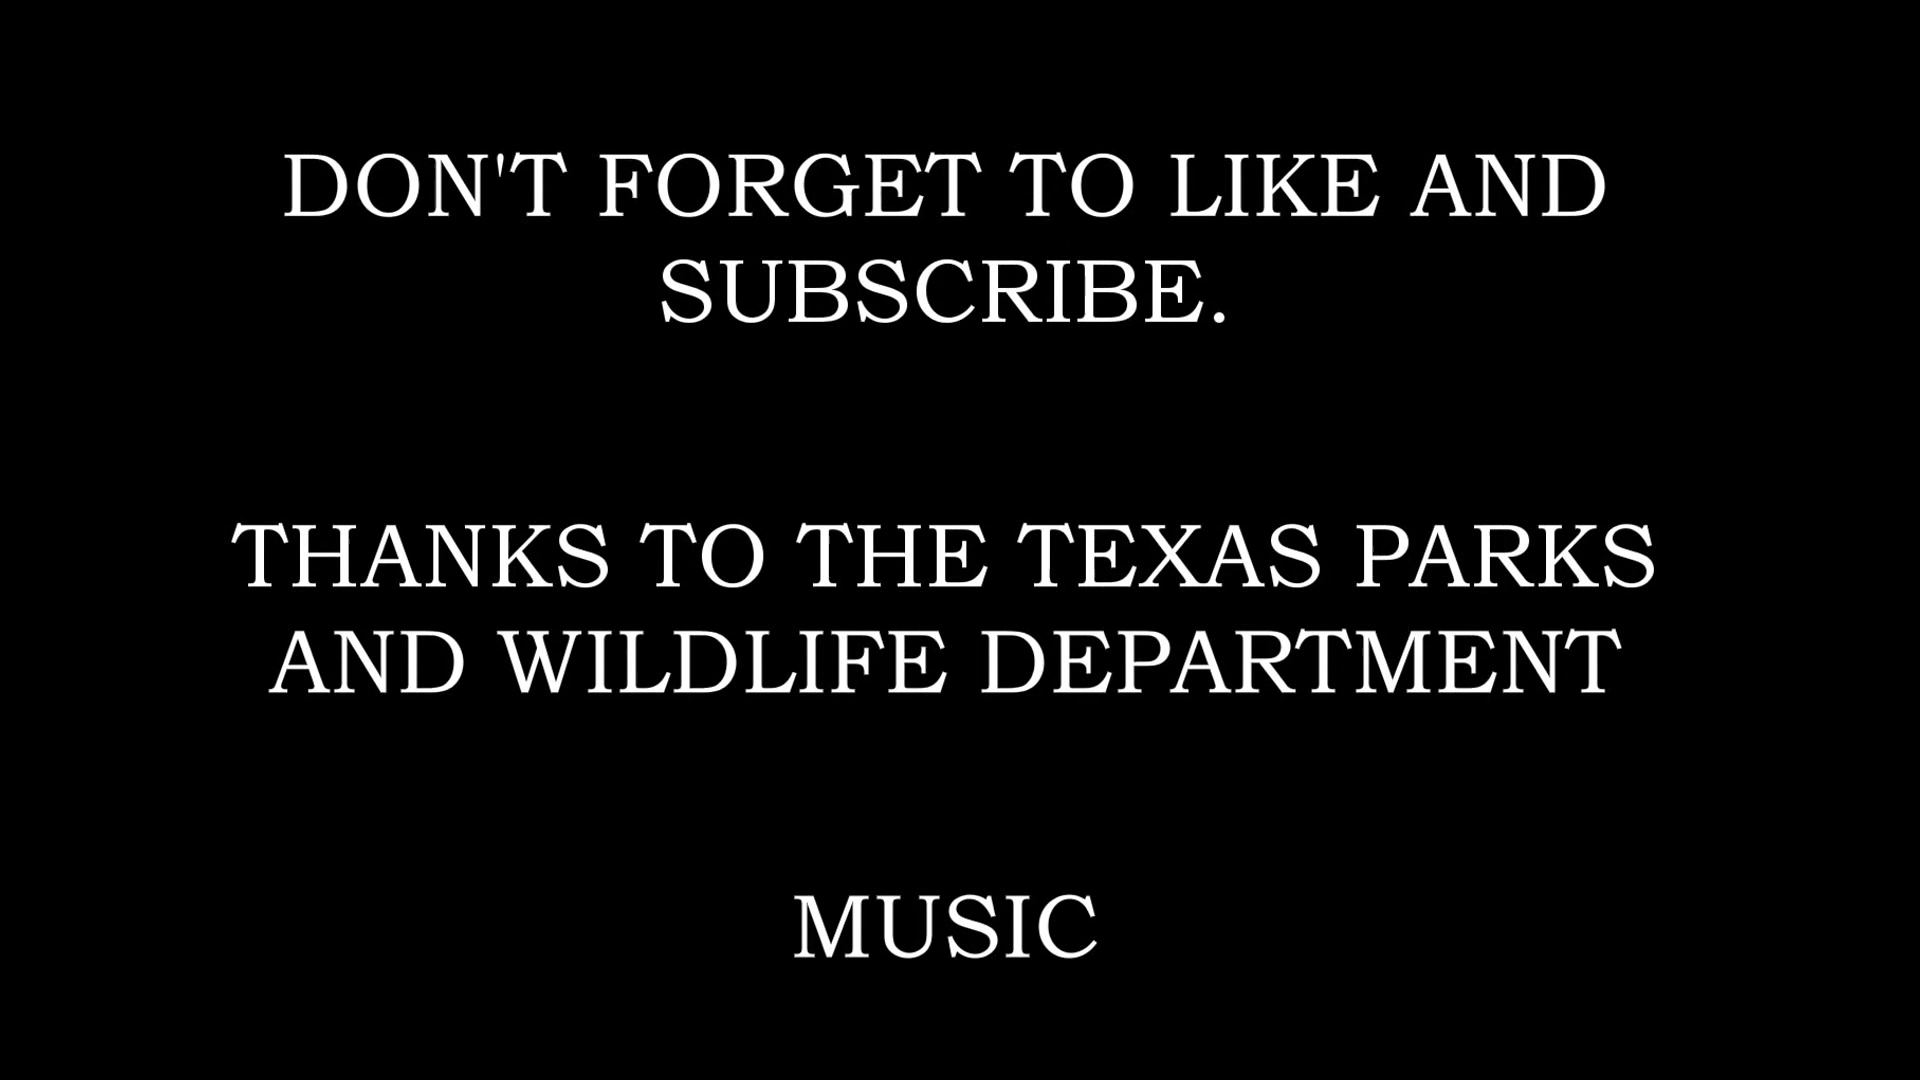 DON'T FORGET TO LIKE AND
SUBSCRIBE.
THANKS TO THE TEXAS PARKS
AND WILDLIFE DEPARTMENT
MUSIC